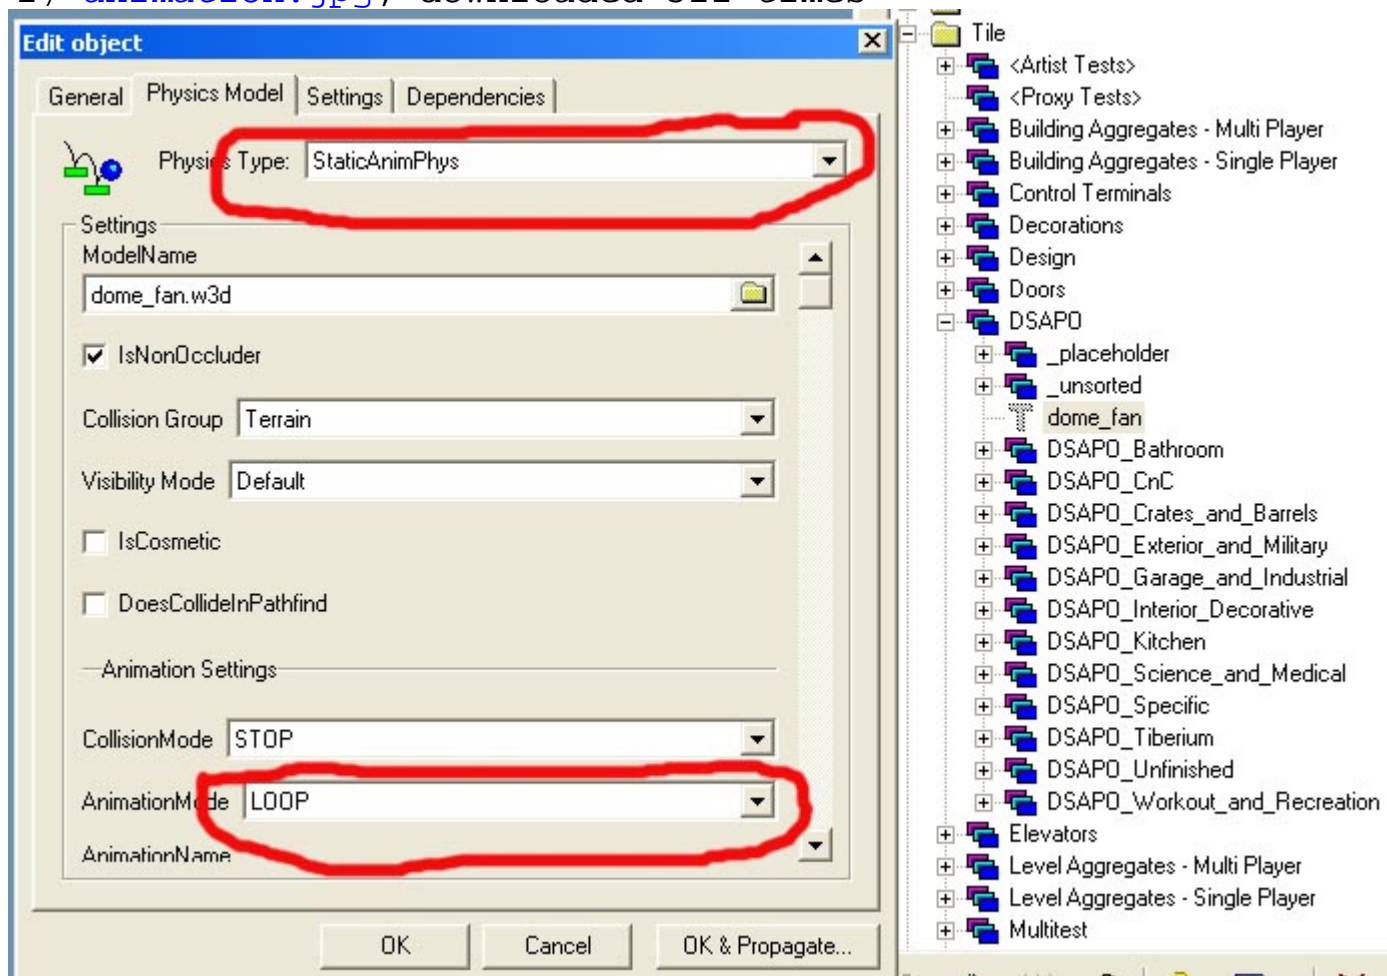 Edit object
General Physics Model Settings Dependencies
Physics Type: StaticAnimPhys
Settings
ModelName
dome_fan.w3d
IsNonOccluder
Collision Group Terrain
Visibility Mode Default
IsCosmetic
DoesCollideInPathfind
Animation Settings
CollisionMode STOP
AnimationMode LOOP
AnimationName
OK Cancel OK & Propagate...
Tile
<Artist Tests>
<Proxy Tests>
Building Aggregates - Multi Player
Building Aggregates - Single Player
Control Terminals
Decorations
Design
Doors
DSAPO
_placeholder
_unsorted
dome_fan
DSAPO_Bathroom
DSAPO_CnC
DSAPO_Crates_and_Barrels
DSAPO_Exterior_and_Military
DSAPO_Garage_and_Industrial
DSAPO_Interior_Decorative
DSAPO_Kitchen
DSAPO_Science_and_Medical
DSAPO_Specific
DSAPO_Tiberium
DSAPO_Unfinished
DSAPO_Workout_and_Recreation
Elevators
Level Aggregates - Multi Player
Level Aggregates - Single Player
Multitest